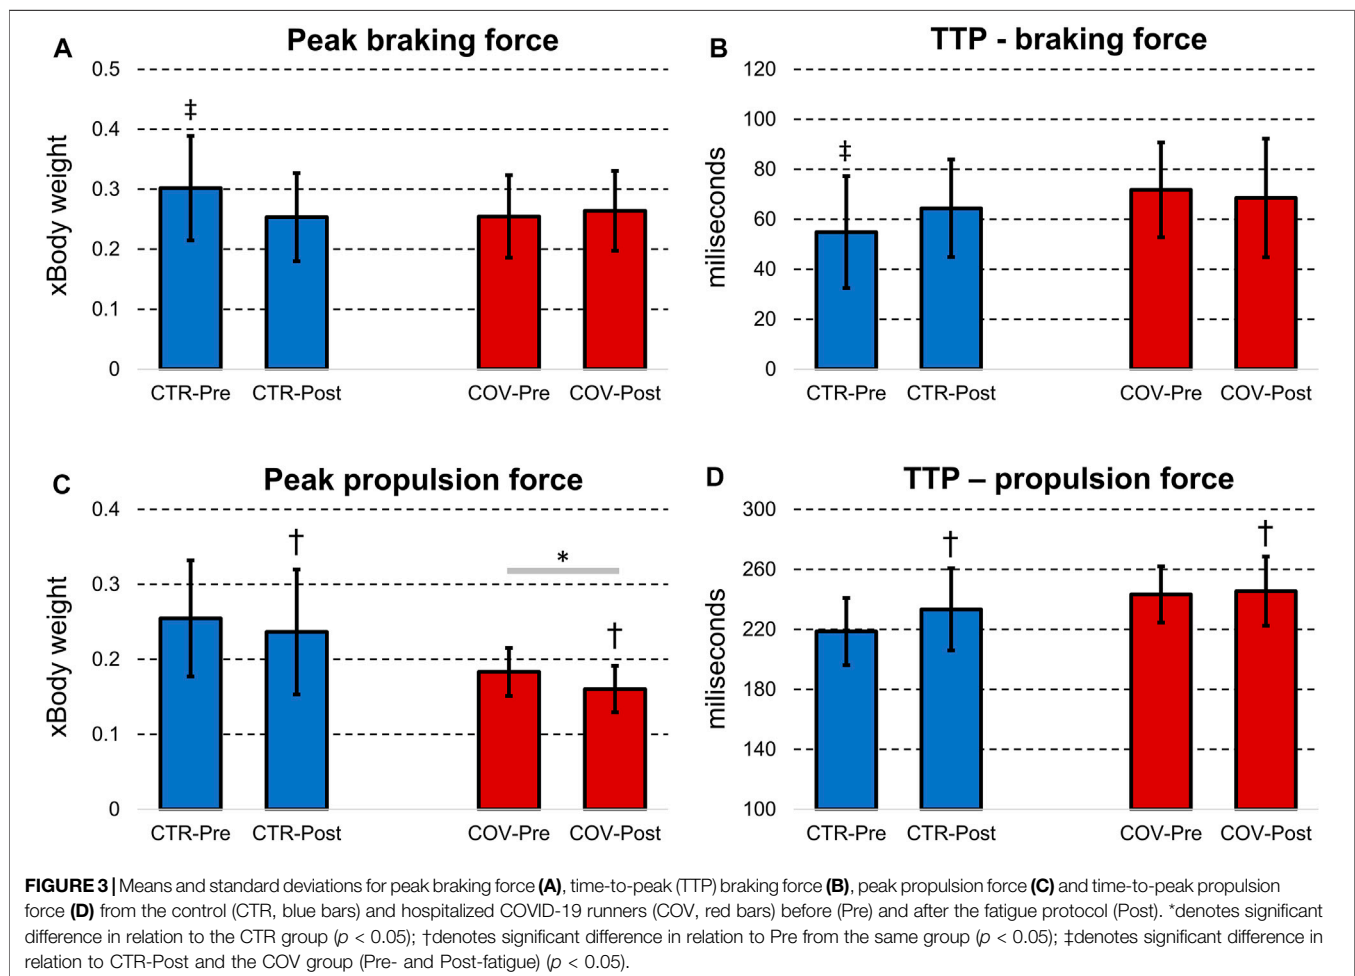 A
Peak braking force
0.5
0.4
0.3
0.2
0.1
0
xBody weight
‡
CTR-Pre CTR-Post COV-Pre COV-Post
B
TTP - braking force
120
100
80
60
40
20
0
miliseconds
‡
CTR-Pre CTR-Post COV-Pre COV-Post
C
Peak propulsion force
0.4
0.3
0.2
0.1
0
xBody weight
†
*
†
CTR-Pre CTR-Post COV-Pre COV-Post
D
TTP – propulsion force
300
260
220
180
140
100
miliseconds
†
†
CTR-Pre CTR-Post COV-Pre COV-Post
FIGURE 3 | Means and standard deviations for peak braking force (A), time-to-peak (TTP) braking force (B), peak propulsion force (C) and time-to-peak propulsion
force (D) from the control (CTR, blue bars) and hospitalized COVID-19 runners (COV, red bars) before (Pre) and after the fatigue protocol (Post). *denotes significant
difference in relation to the CTR group (p < 0.05); †denotes significant difference in relation to Pre from the same group (p < 0.05); ‡denotes significant difference in
relation to CTR-Post and the COV group (Pre- and Post-fatigue) (p < 0.05).